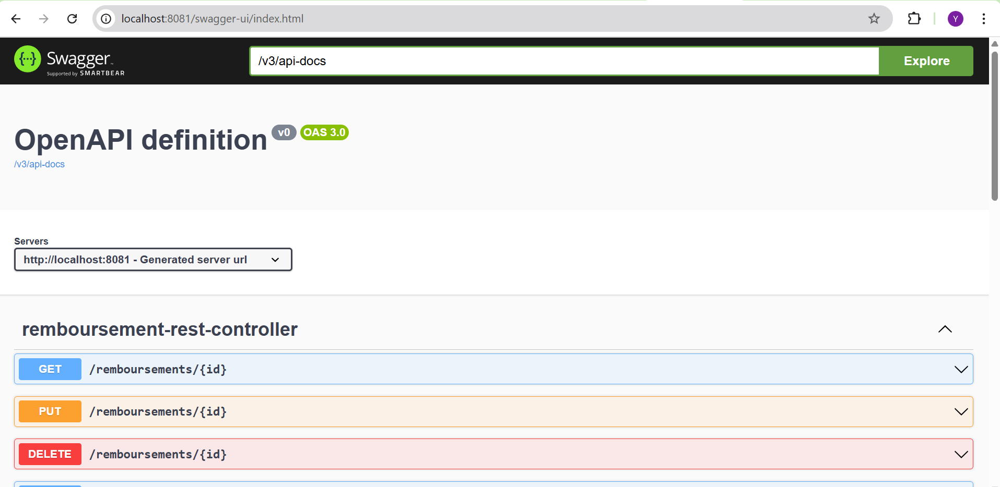 localhost:8081/swagger-ui/index.html
Y
{···} Swagger™
Supported by SMARTBEAR
/v3/api-docs
Explore
OpenAPI definition v0 OAS 3.0
/v3/api-docs
Servers
http://localhost:8081 - Generated server url
remboursement-rest-controller
GET /remboursements/{id}
PUT /remboursements/{id}
DELETE /remboursements/{id}